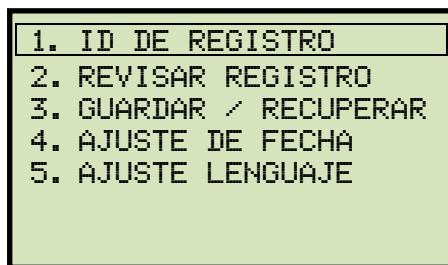 1. ID DE REGISTRO
2. REVISAR REGISTRO
3. GUARDAR / RECUPERAR
4. AJUSTE DE FECHA
5. AJUSTE LENGUAJE